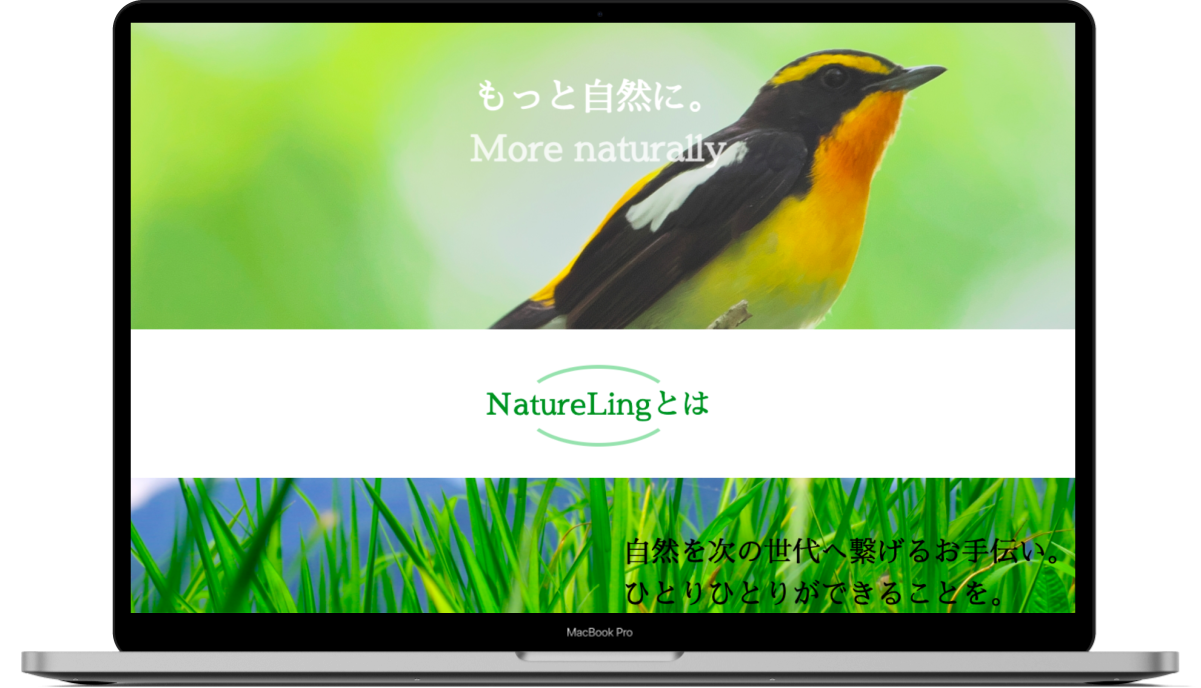 もっと自然に。
More naturally
NatureLingとは
自然を次の世代へ繋げるお手伝い。
ひとりひとりができることを。
MacBook Pro